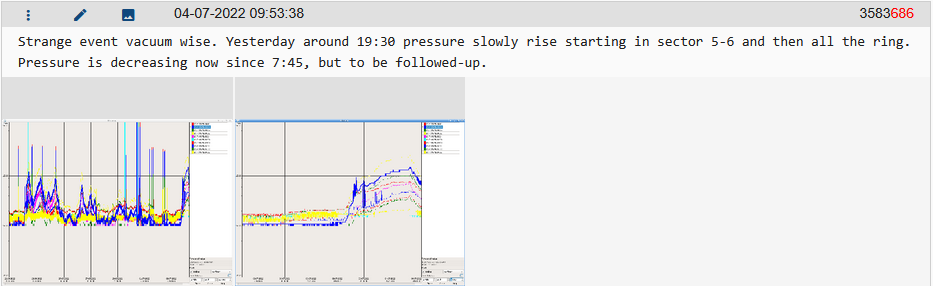 04-07-2022 09:53:38
3583686
Strange event vacuum wise. Yesterday around 19:30 pressure slowly rise starting in sector 5-6 and then all the ring.
Pressure is decreasing now since 7:45, but to be followed-up.